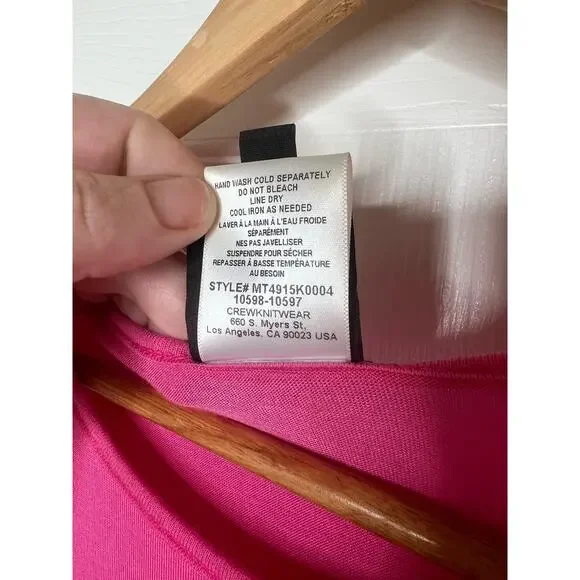 HAND WASH COLD SEPARATELY
DO NOT BLEACH
LINE DRY
COOL IRON AS NEEDED
LAVER À LA MAIN À L'EAU FROIDE
SÉPARÉMENT
NES PAS JAVELLISER
SUSPENDRE POUR SÉCHER
REPASSER À BASSE TEMPÉRATURE
AU BESOIN
STYLE# MT4915K0004
10598-10597
CREWKNITWEAR
660 S. Myers St,
Los Angeles. CA 90023 USA